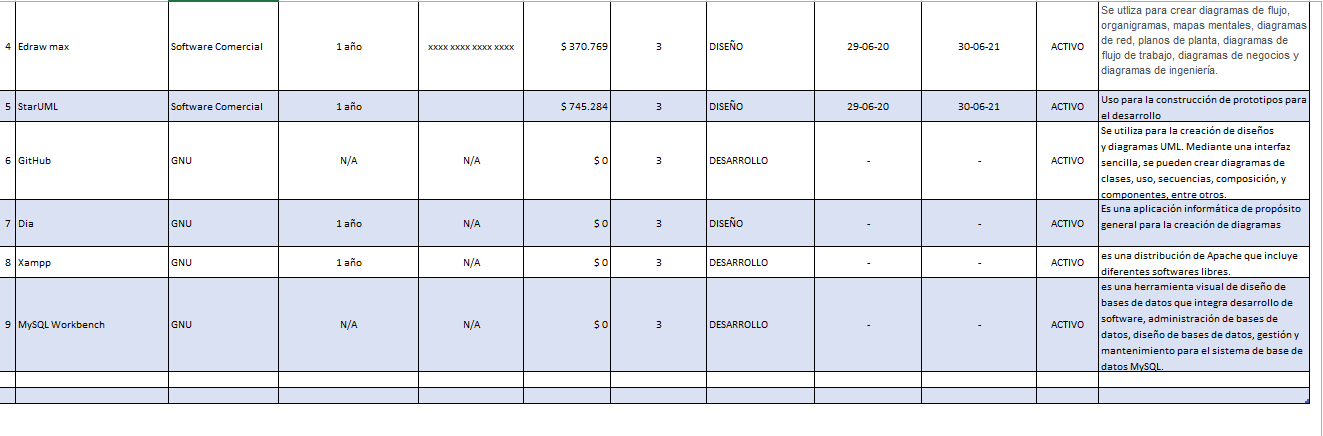 Se utliza para crear diagramas de flujo,
organigramas, mapas mentales, diagramas
de red, planos de planta, diagramas de
flujo de trabajo, diagramas de negocios y
diagramas de ingeniería.
4 Edraw max Software Comercial 1 año xxxx xxxx xxxx xxxx $ 370.769 3 DISEÑO 29-06-20 30-06-21 ACTIVO
5 StarUML Software Comercial 1 año $ 745.284 3 DISEÑO 29-06-20 30-06-21 ACTIVO
Uso para la construcción de prototipos para
el desarrollo
6 GitHub GNU N/A N/A $ 0 3 DESARROLLO - - ACTIVO
Se utiliza para la creación de diseños
y diagramas UML. Mediante una interfaz
sencilla, se pueden crear diagramas de
clases, uso, secuencias, composición, y
componentes, entre otros.
7 Dia GNU 1 año N/A $ 0 3 DISEÑO - - ACTIVO
Es una aplicación informática de propósito
general para la creación de diagramas
8 Xampp GNU 1 año N/A $ 0 3 DESARROLLO - - ACTIVO
es una distribución de Apache que incluye
diferentes softwares libres.
9 MySQL Workbench GNU N/A N/A $ 0 3 DESARROLLO - - ACTIVO
es una herramienta visual de diseño de
bases de datos que integra desarrollo de
software, administración de bases de
datos, diseño de bases de datos, gestión y
mantenimiento para el sistema de base de
datos MySQL.